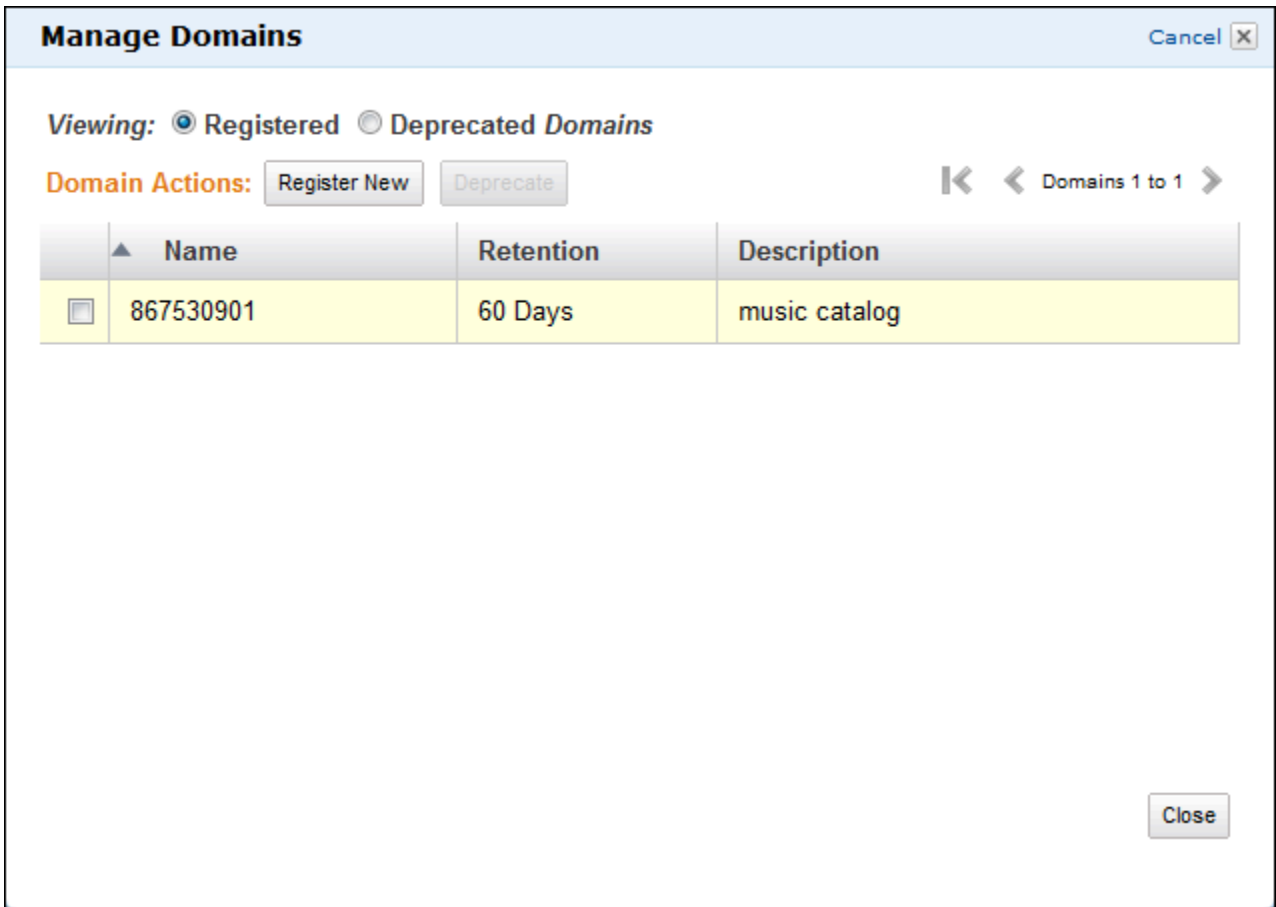 Manage Domains Cancel
Viewing: Registered Deprecated Domains
Domain Actions: Register New Deprecate Domains 1 to 1
Name Retention Description
867530901 60 Days music catalog
Close